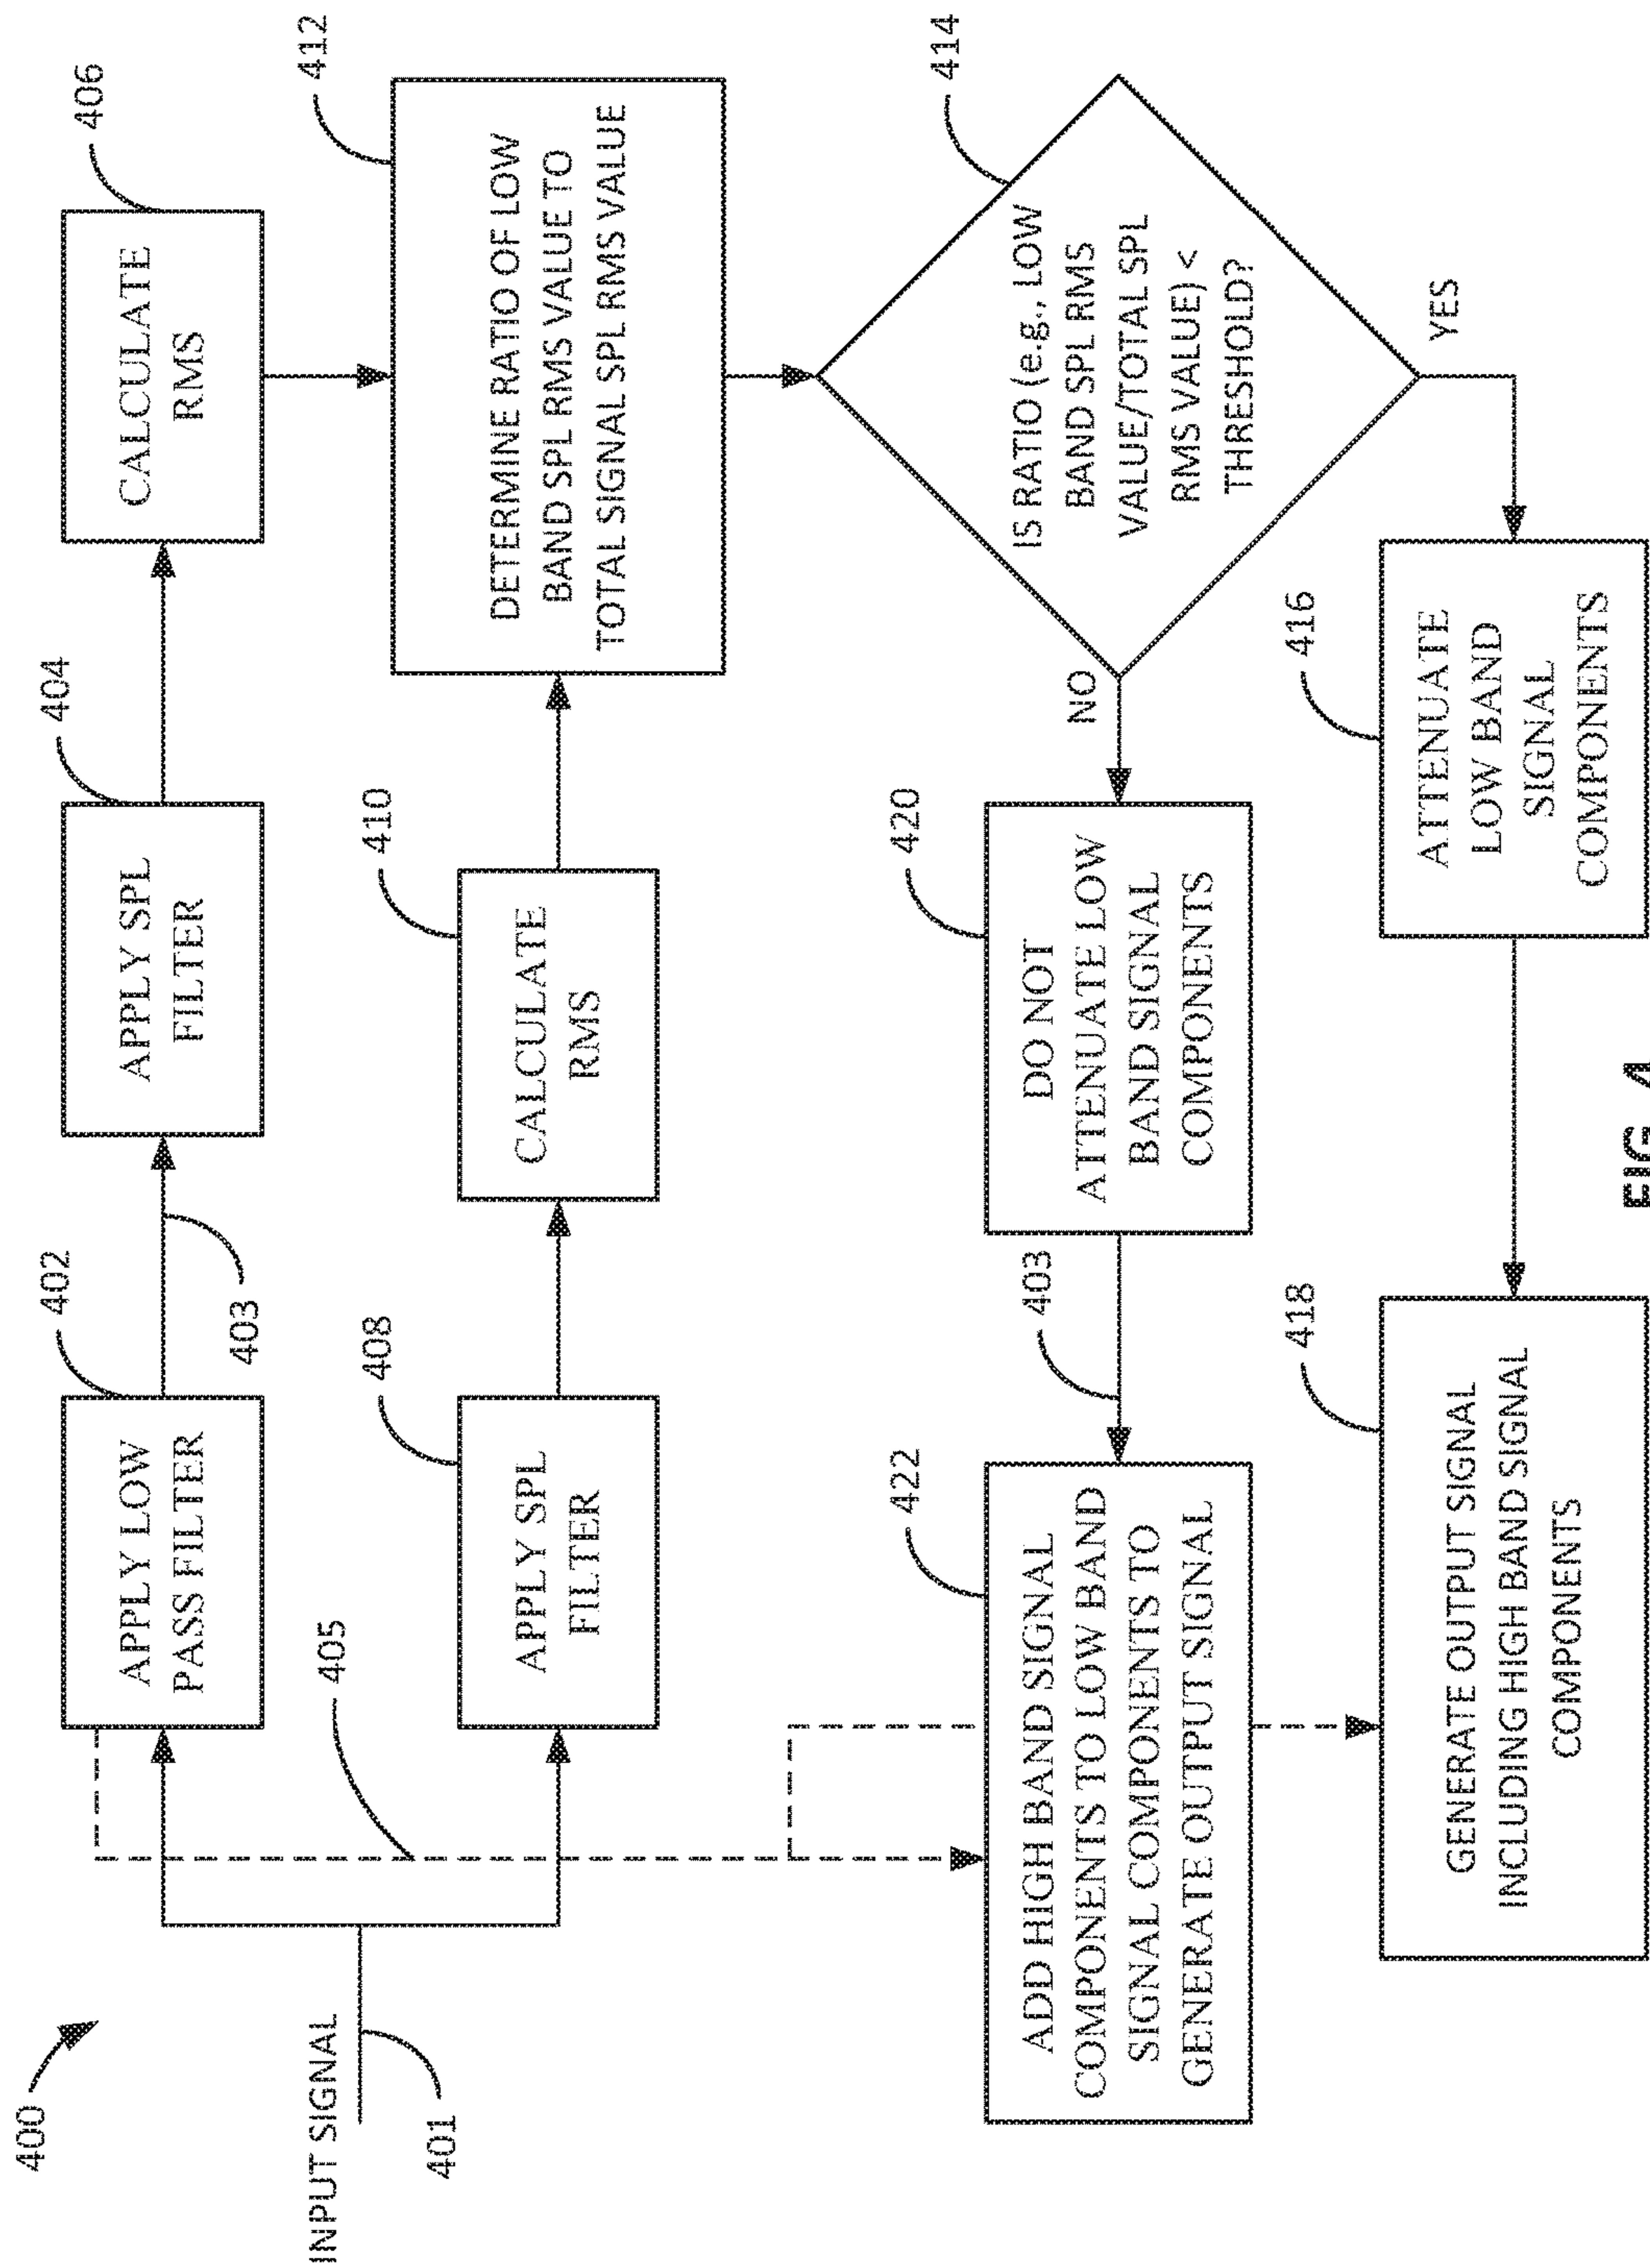 400
INPUT SIGNAL
401
402
APPLY LOW
PASS FILTER
403
404
APPLY SPL
FILTER
406
CALCULATE
RMS
405
408
APPLY SPL
FILTER
410
CALCULATE
RMS
412
DETERMINE RATIO OF LOW
BAND SPL RMS VALUE TO
TOTAL SIGNAL SPL RMS VALUE
414
IS RATIO (e.g., LOW
BAND SPL RMS
VALUE/TOTAL SPL
RMS VALUE) <
THRESHOLD?
NO
YES
420
DO NOT
ATTENUATE LOW
BAND SIGNAL
COMPONENTS
403
422
ADD HIGH BAND SIGNAL
COMPONENTS TO LOW BAND
SIGNAL COMPONENTS TO
GENERATE OUTPUT SIGNAL
416
ATTENUATE
LOW BAND
SIGNAL
COMPONENTS
418
GENERATE OUTPUT SIGNAL
INCLUDING HIGH BAND SIGNAL
COMPONENTS
FIG. 4